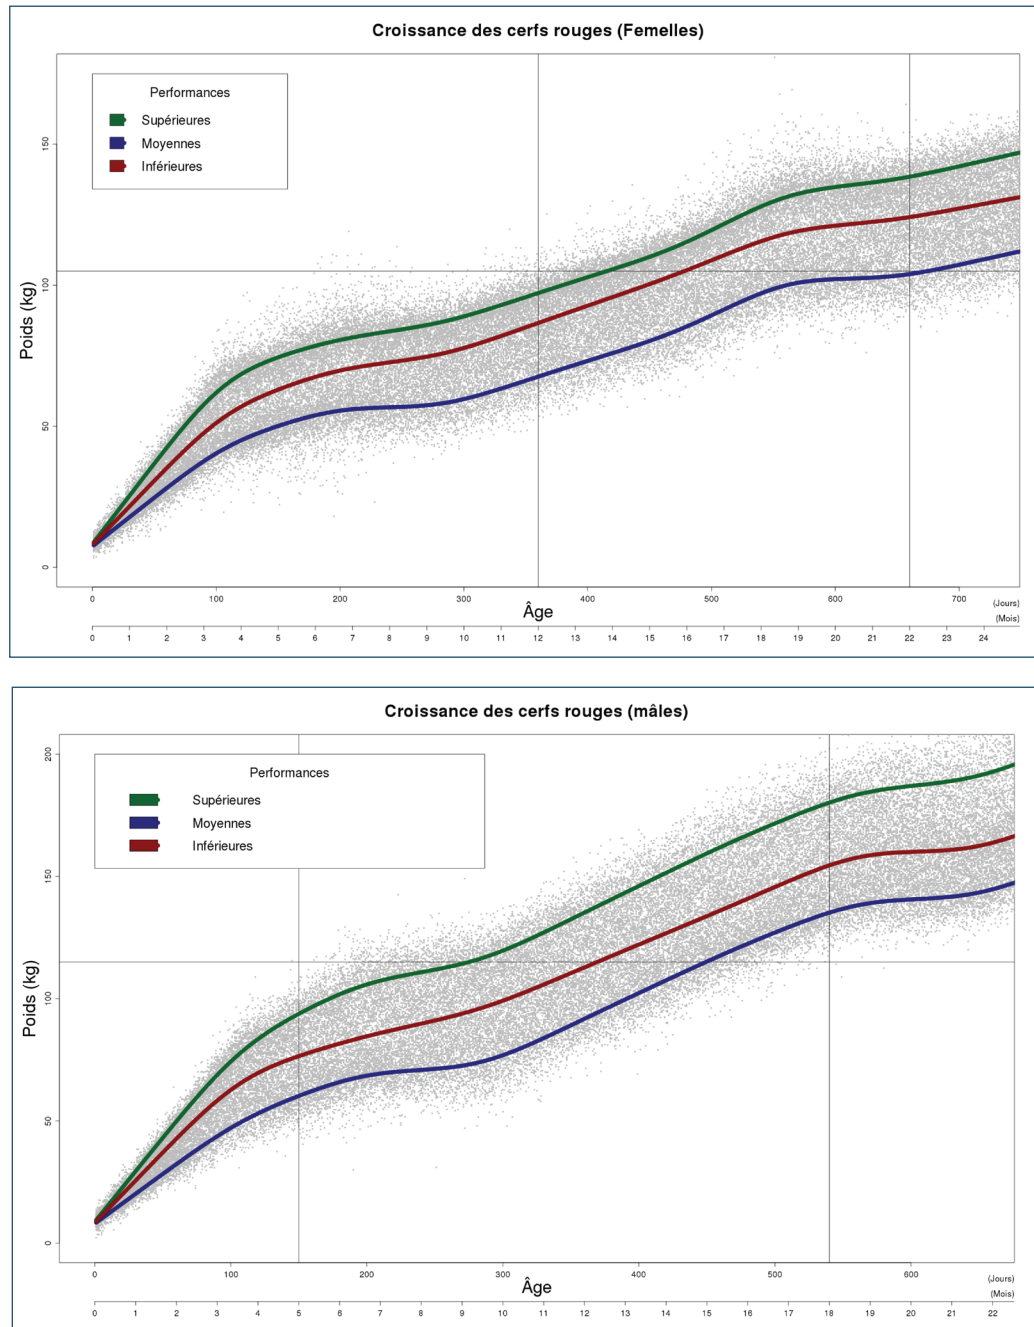 Croissance des cerfs rouges (Femelles)
Performances
Supérieures
Moyennes
Inférieures
Poids (kg)
150
100
50
0
0 100 200 300 400 500 600 700
(Jours)
Âge
(Mois)
0 1 2 3 4 5 6 7 8 9 10 11 12 13 14 15 16 17 18 19 20 21 22 23 24
Croissance des cerfs rouges (mâles)
Performances
Supérieures
Moyennes
Inférieures
Poids (kg)
200
150
100
50
0
0 100 200 300 400 500 600
(Jours)
Âge
(Mois)
0 1 2 3 4 5 6 7 8 9 10 11 12 13 14 15 16 17 18 19 20 21 22